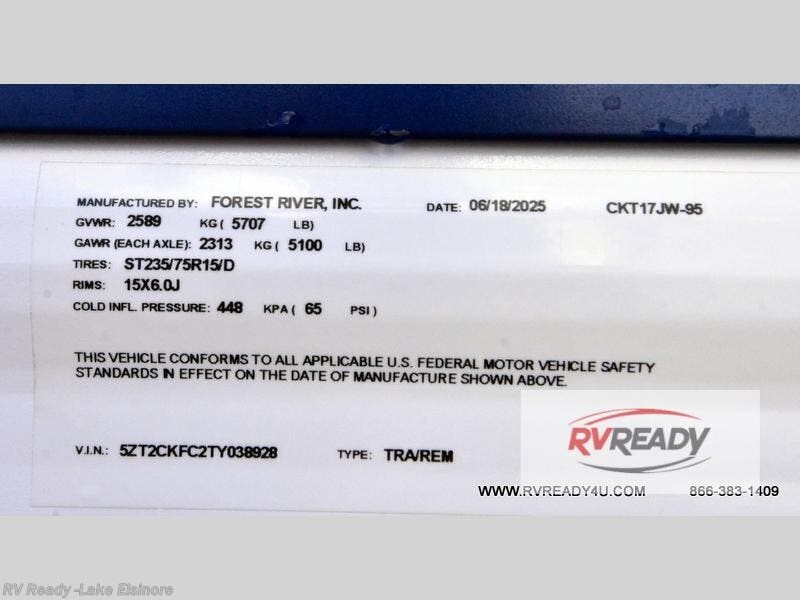 MANUFACTURED BY: FOREST RIVER, INC. DATE: 06/18/2025 CKT17JW-95
GVWR: 2589 KG ( 5707 LB)
GAWR (EACH AXLE): 2313 KG ( 5100 LB)
TIRES: ST235/75R15/D
RIMS: 15X6.0J
COLD INFL. PRESSURE: 448 KPA ( 65 PSI )
THIS VEHICLE CONFORMS TO ALL APPLICABLE U.S. FEDERAL MOTOR VEHICLE SAFETY
STANDARDS IN EFFECT ON THE DATE OF MANUFACTURE SHOWN ABOVE.
V.I.N.: 5ZT2CKFC2TY038928 TYPE: TRA/REM
RVREADY
WWW.RVREADY4U.COM 866-383-1409
RV Ready -Lake Elsinore